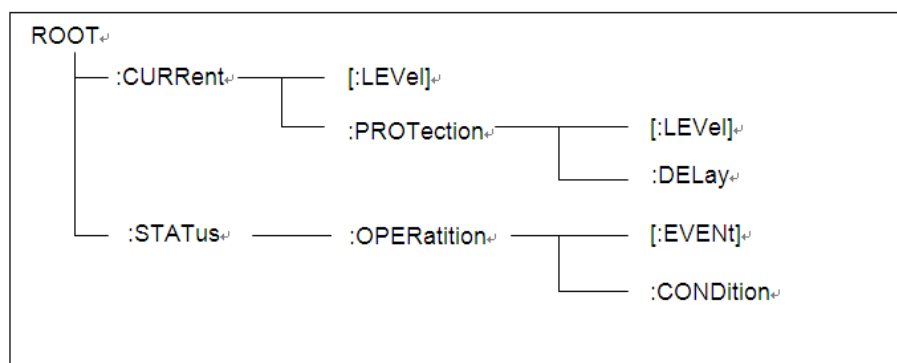 ROOT
:CURRent [:LEVel]
:PROTection [:LEVel]
:DELay
:STATus :OPERatition [:EVENt]
:CONDition